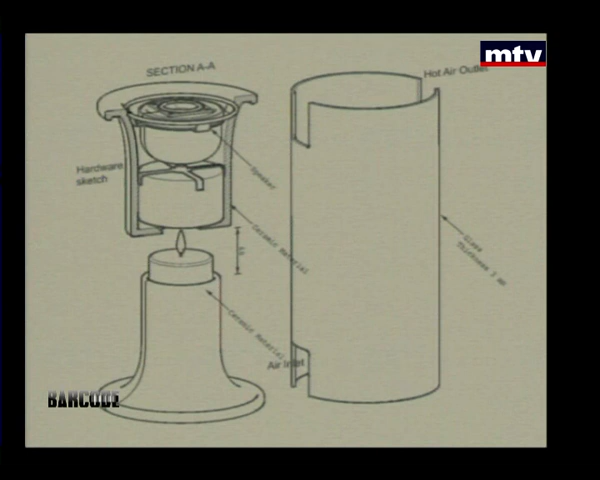 mtv
SECTION A-A
Hot Air Outlet
Hardware
sketch
Speaker
Ceramic material
Glass
Thickness 3 mm
Ceramic material
Air Inlet
BARCODE